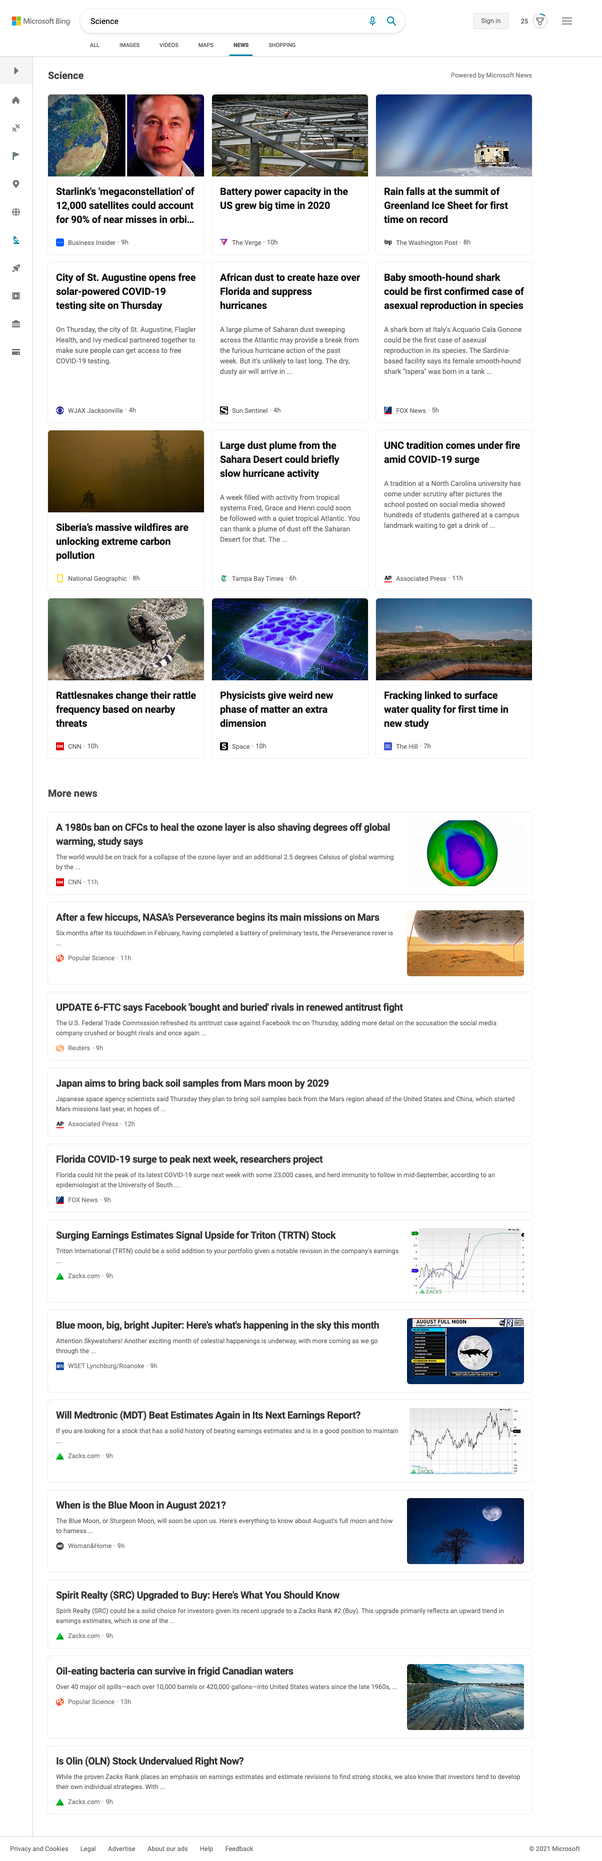 Microsoft Bing
Science
Sign in
25
ALL IMAGES VIDEOS MAPS NEWS SHOPPING
Science
Powered by Microsoft News
Starlink's 'megaconstellation' of
12,000 satellites could account
for 90% of near misses in orbi...
Business Insider · 9h
Battery power capacity in the
US grew big time in 2020
The Verge · 10h
Rain falls at the summit of
Greenland Ice Sheet for first
time on record
The Washington Post · 8h
City of St. Augustine opens free
solar-powered COVID-19
testing site on Thursday
On Thursday, the city of St. Augustine, Flagler
Health, and Ivy medical partnered together to
make sure people can get access to free
COVID-19 testing.
WJAX Jacksonville · 4h
African dust to create haze over
Florida and suppress
hurricanes
A large plume of Saharan dust sweeping
across the Atlantic may provide a break from
the furious hurricane action of the past
week. But it's unlikely to last long. The dry,
dusty air will arrive in ...
Sun Sentinel · 4h
Baby smooth-hound shark
could be first confirmed case of
asexual reproduction in species
A shark born at Italy's Acquario Cala Gonone
could be the first case of asexual
reproduction in its species. The Sardinia-
based facility says its female smooth-hound
shark "Ispera" was born in a tank ...
FOX News · 5h
Siberia's massive wildfires are
unlocking extreme carbon
pollution
National Geographic · 8h
Large dust plume from the
Sahara Desert could briefly
slow hurricane activity
A week filled with activity from tropical
systems Fred, Grace and Henri could soon
be followed with a quiet tropical Atlantic. You
can thank a plume of dust off the Saharan
Desert for that. The ...
Tampa Bay Times · 6h
UNC tradition comes under fire
amid COVID-19 surge
A tradition at a North Carolina university has
come under scrutiny after pictures the
school posted on social media showed
hundreds of students gathered at a campus
landmark waiting to get a drink of ...
AP Associated Press · 11h
Rattlesnakes change their rattle
frequency based on nearby
threats
CNN · 10h
Physicists give weird new
phase of matter an extra
dimension
Space · 10h
Fracking linked to surface
water quality for first time in
new study
The Hill · 7h
More news
A 1980s ban on CFCs to heal the ozone layer is also shaving degrees off global
warming, study says
The world would be on track for a collapse of the ozone layer and an additional 2.5 degrees Celsius of global warming
by the ...
CNN · 11h
After a few hiccups, NASA's Perseverance begins its main missions on Mars
Six months after its touchdown in February, having completed a battery of preliminary tests, the Perseverance rover is
...
Popular Science · 11h
UPDATE 6-FTC says Facebook 'bought and buried' rivals in renewed antitrust fight
The U.S. Federal Trade Commission refreshed its antitrust case against Facebook Inc on Thursday, adding more detail on the accusation the social media
company crushed or bought rivals and once again ...
Reuters · 9h
Japan aims to bring back soil samples from Mars moon by 2029
Japanese space agency scientists said Thursday they plan to bring soil samples back from the Mars region ahead of the United States and China, which started
Mars missions last year, in hopes of ...
AP Associated Press · 12h
Florida COVID-19 surge to peak next week, researchers project
Florida could hit the peak of its latest COVID-19 surge next week with some 23,000 cases, and herd immunity to follow in mid-September, according to an
epidemiologist at the University of South ...
FOX News · 9h
Surging Earnings Estimates Signal Upside for Triton (TRTN) Stock
Triton International (TRTN) could be a solid addition to your portfolio given a notable revision in the company's earnings
...
Zacks.com · 9h
ZACKS
Blue moon, big, bright Jupiter: Here's what's happening in the sky this month
Attention Skywatchers! Another exciting month of celestial happenings is underway, with more coming as we go
through the ...
WSET Lynchburg/Roanoke · 9h
AUGUST FULL MOON
13
Will Medtronic (MDT) Beat Estimates Again in Its Next Earnings Report?
If you are looking for a stock that has a solid history of beating earnings estimates and is in a good position to maintain
...
Zacks.com · 9h
ZACKS
When is the Blue Moon in August 2021?
The Blue Moon, or Sturgeon Moon, will soon be upon us. Here's everything to know about August's full moon and how
to harness ...
Woman&Home · 9h
Spirit Realty (SRC) Upgraded to Buy: Here's What You Should Know
Spirit Realty (SRC) could be a solid choice for investors given its recent upgrade to a Zacks Rank #2 (Buy). This upgrade primarily reflects an upward trend in
earnings estimates, which is one of the ...
Zacks.com · 9h
Oil-eating bacteria can survive in frigid Canadian waters
Over 40 major oil spills—each over 10,000 barrels or 420,000 gallons—into United States waters since the late 1960s, ...
Popular Science · 13h
Is Olin (OLN) Stock Undervalued Right Now?
While the proven Zacks Rank places an emphasis on earnings estimates and estimate revisions to find strong stocks, we also know that investors tend to develop
their own individual strategies. With ...
Zacks.com · 9h
Privacy and Cookies Legal Advertise About our ads Help Feedback © 2021 Microsoft